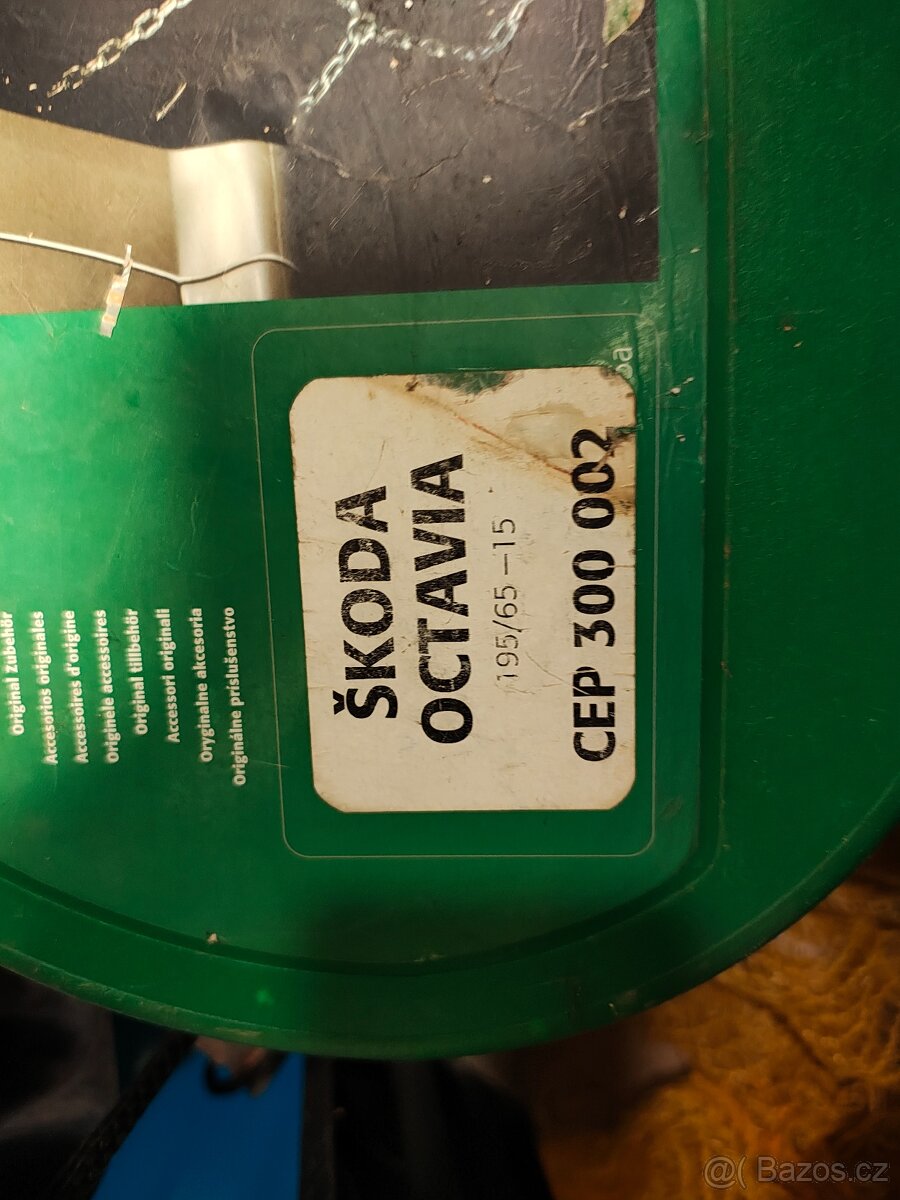 Original Zubehör
Accesorios originales
Accessoires d'origine
Originele accessoires
Original tillbehör
Accessori originali
Oryginalne akcesoria
Originálne príslušenstvo
ŠKODA
OCTAVIA
195/65-15
CEP 300 002
@( Bazos.cz